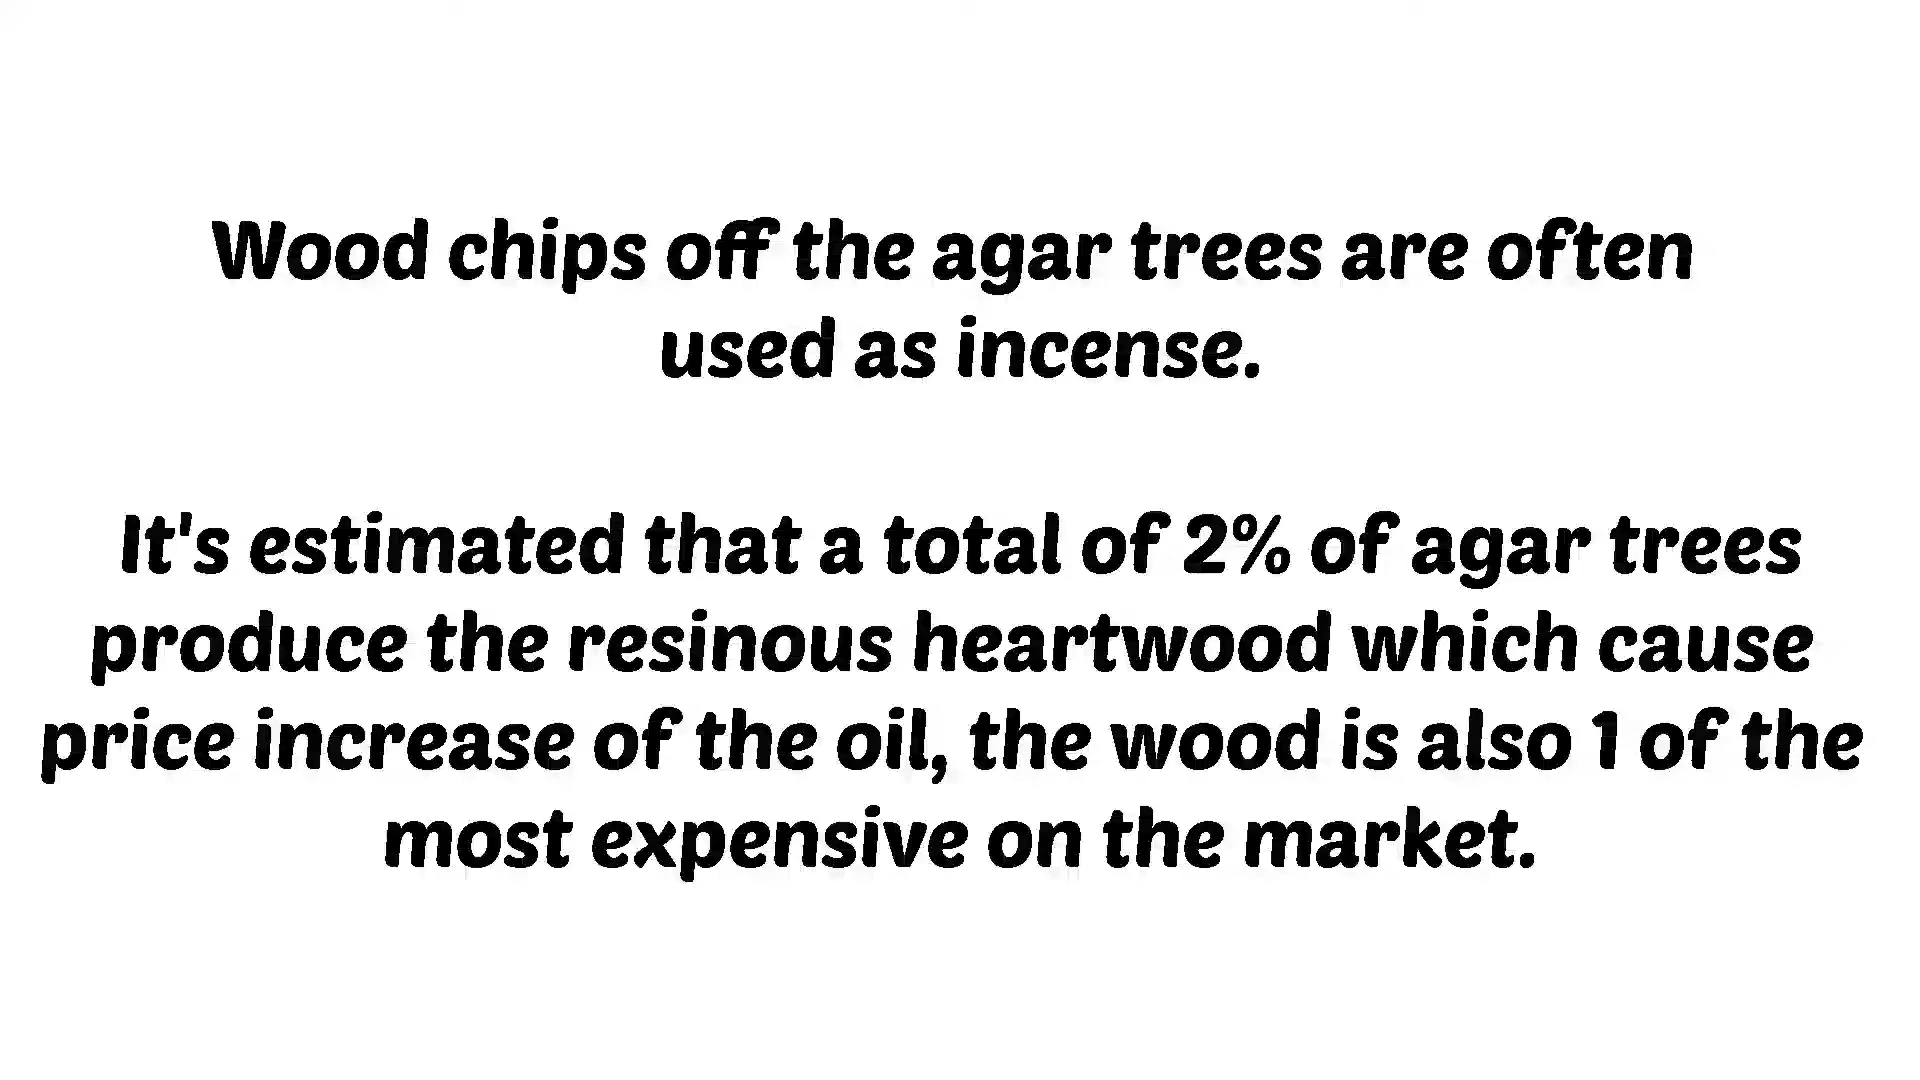 Wood chips off the agar trees are often
used as incense.
It's estimated that a total of 2% of agar trees
produce the resinous heartwood which cause
price increase of the oil, the wood is also 1 of the
most expensive on the market.